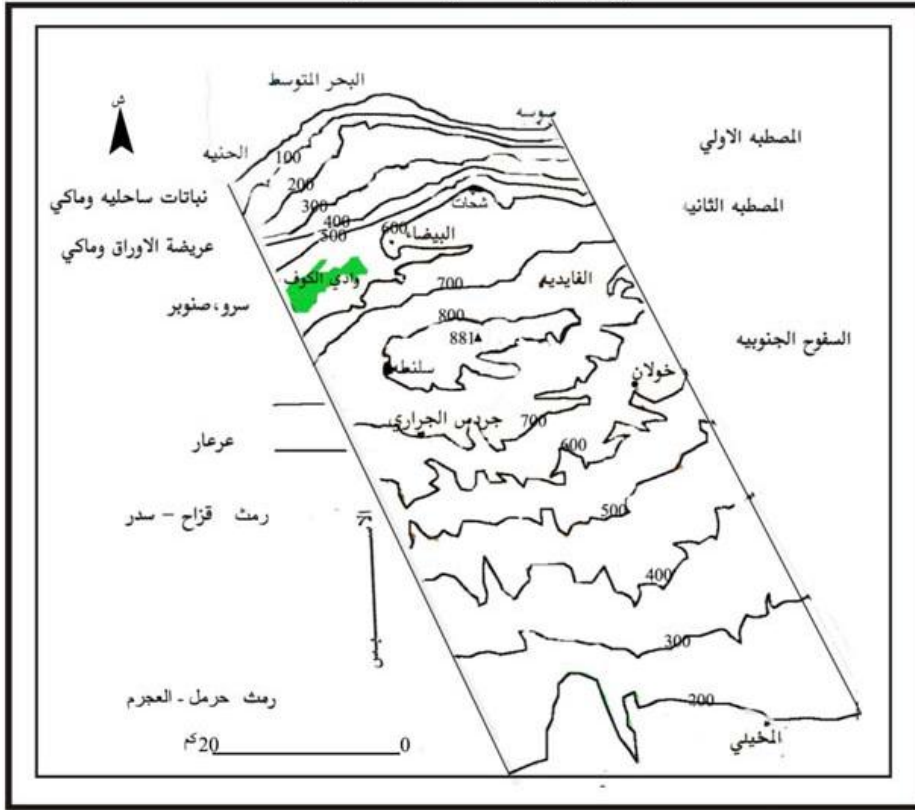 البحر المتوسط
ش
سوسه
المصطبه الاولي
الحنيه
100
نباتات ساحليه وماكي
200
300
شحات
المصطبه الثانيه
400
500
600
البيضاء
عريضة الاوراق وماكي
وادي الكوف
700
الفايديه
سرو، صنوبر
800
881
السفوح الجنوبيه
سلنطه
خولان
جردس الجراري
700
عرعار
600
رمث قزاح - سدر
500
400
300
رمث حرمل - العجرم
200
المخيلي
20كم
0